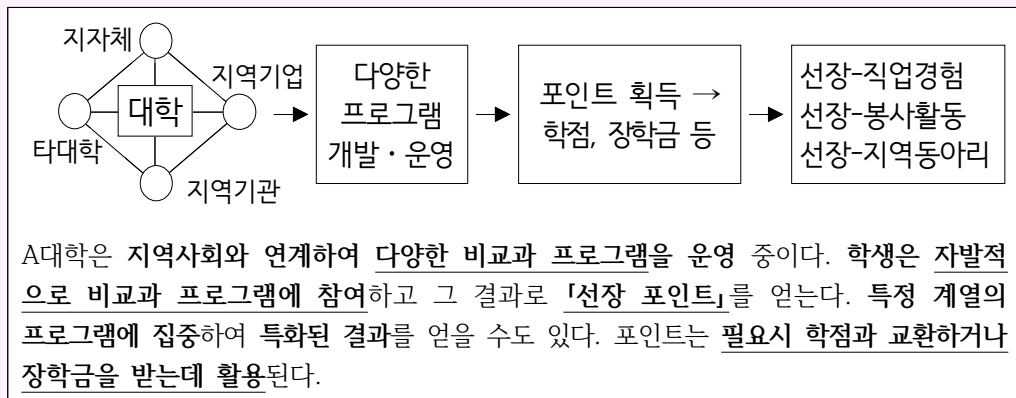 지자체
지역기업
대학
타대학
지역기관
다양한
프로그램
개발·운영
포인트 획득 →
학점, 장학금 등
선장-직업경험
선장-봉사활동
선장-지역동아리
A대학은 지역사회와 연계하여 다양한 비교과 프로그램을 운영 중이다. 학생은 자발적
으로 비교과 프로그램에 참여하고 그 결과로 「선장 포인트」를 얻는다. 특정 계열의
프로그램에 집중하여 특화된 결과를 얻을 수도 있다. 포인트는 필요시 학점과 교환하거나
장학금을 받는데 활용된다.